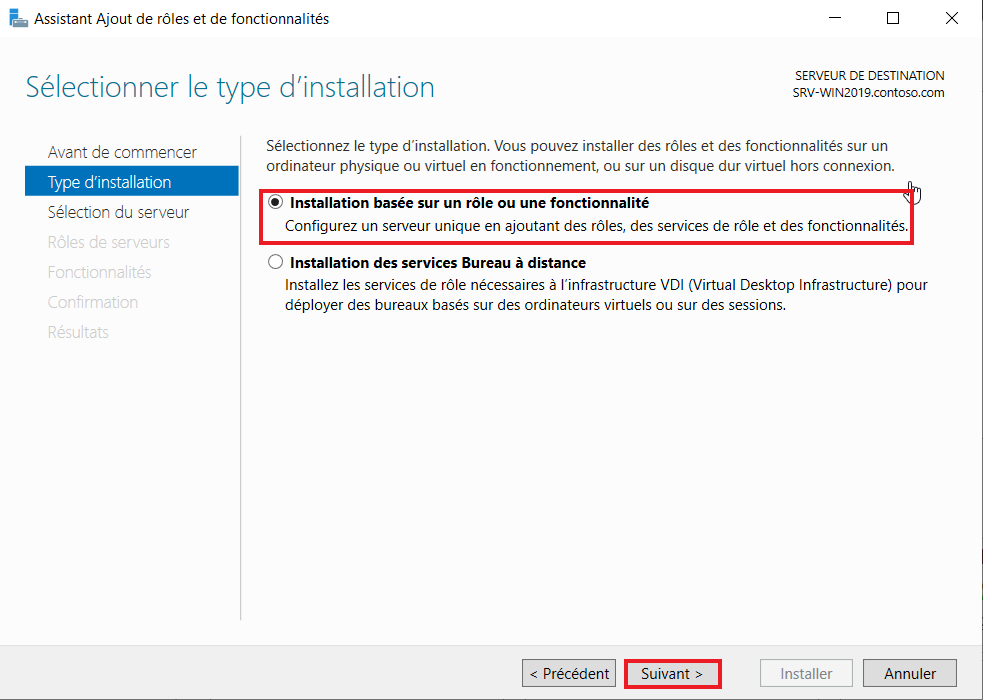 Assistant Ajout de rôles et de fonctionnalités
Sélectionner le type d’installation
SERVEUR DE DESTINATION
SRV-WIN2019.contoso.com
Avant de commencer
Type d’installation
Sélection du serveur
Rôles de serveurs
Fonctionnalités
Confirmation
Résultats
Sélectionnez le type d’installation. Vous pouvez installer des rôles et des fonctionnalités sur un
ordinateur physique ou virtuel en fonctionnement, ou sur un disque dur virtuel hors connexion.
Installation basée sur un rôle ou une fonctionnalité
Configurez un serveur unique en ajoutant des rôles, des services de rôle et des fonctionnalités.
Installation des services Bureau à distance
Installez les services de rôle nécessaires à l’infrastructure VDI (Virtual Desktop Infrastructure) pour
déployer des bureaux basés sur des ordinateurs virtuels ou sur des sessions.
< Précédent
Suivant >
Installer
Annuler